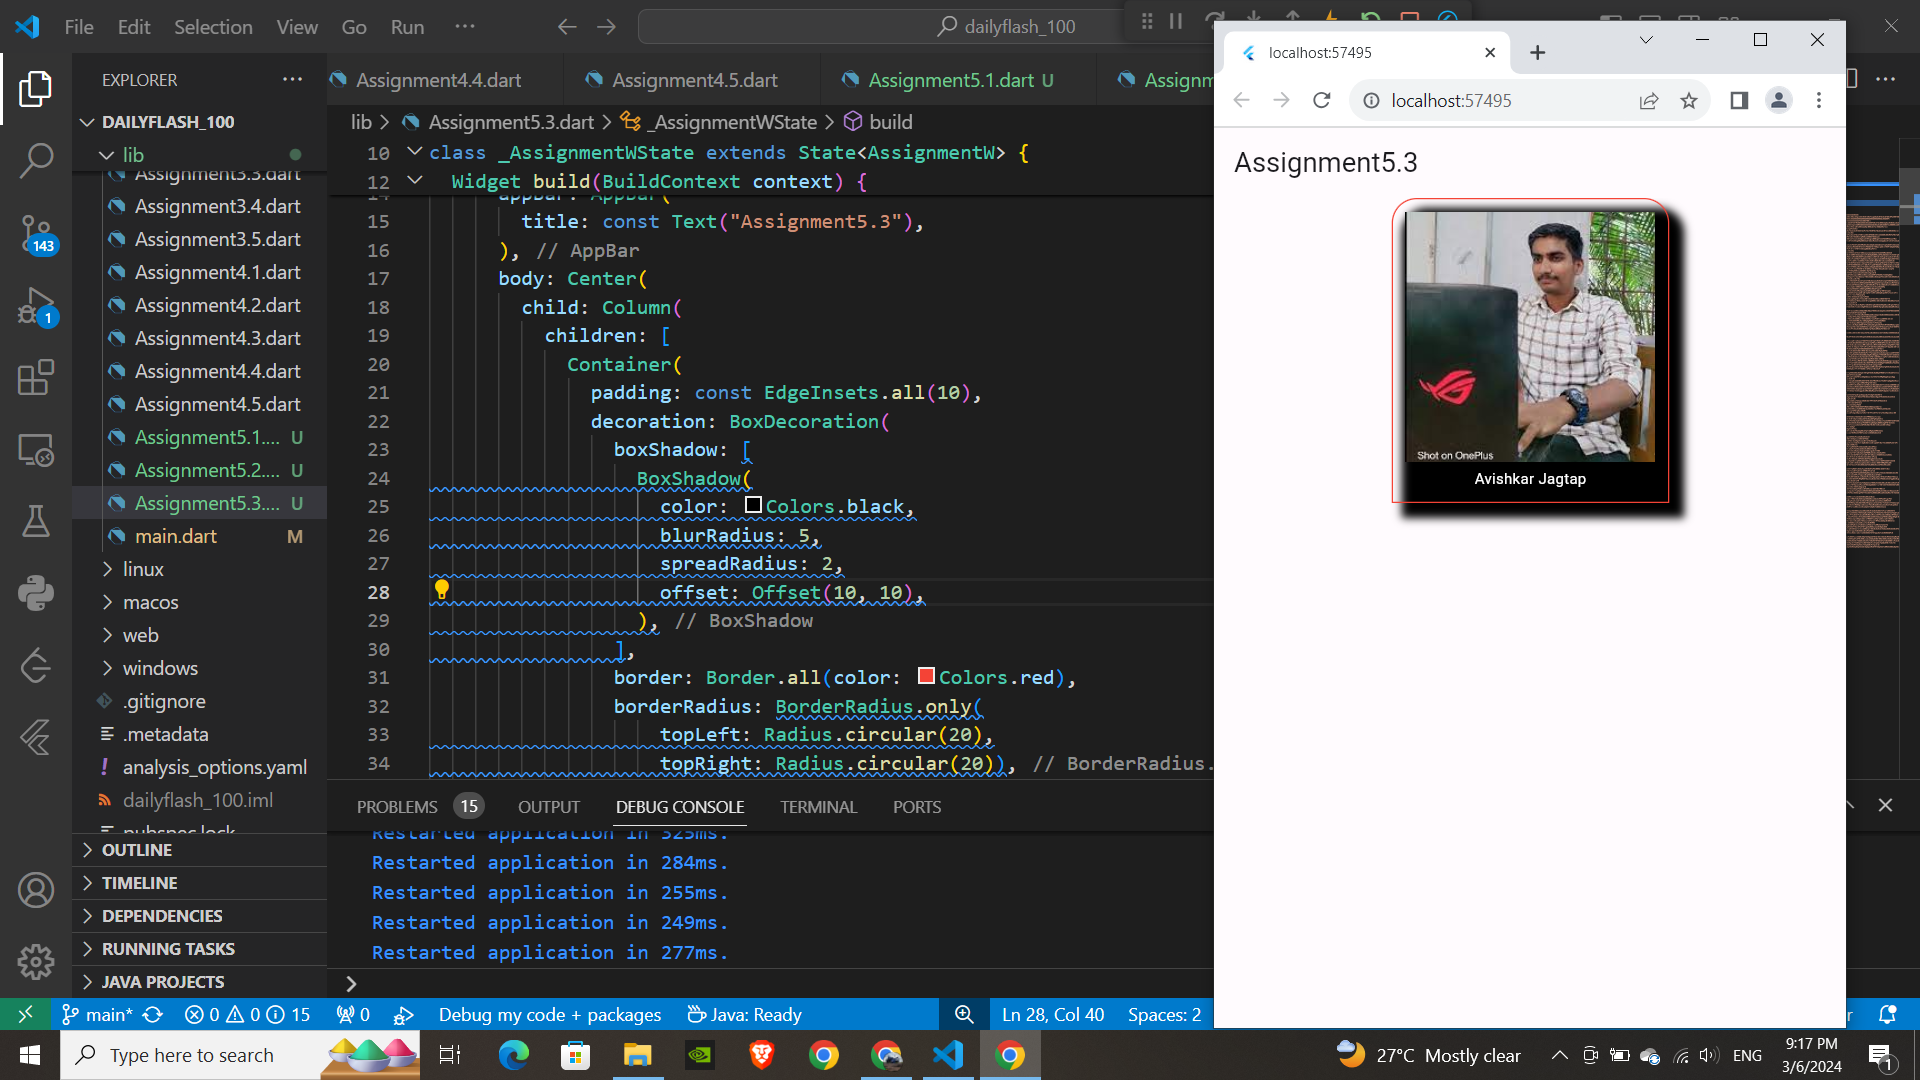 File Edit Selection View Go Run ··· dailyflash_100
EXPLORER ···
DAILYFLASH_100
lib
Assignment3.3.dart
Assignment3.4.dart
Assignment3.5.dart
Assignment4.1.dart
Assignment4.2.dart
Assignment4.3.dart
Assignment4.4.dart
Assignment4.5.dart
Assignment5.1.... U
Assignment5.2.... U
Assignment5.3.... U
main.dart M
linux
macos
web
windows
.gitignore
.metadata
! analysis_options.yaml
dailyflash_100.iml
pubspec.lock
OUTLINE
TIMELINE
DEPENDENCIES
RUNNING TASKS
JAVA PROJECTS
143
1
Assignment4.4.dart Assignment4.5.dart Assignment5.1.dart U Assignm
lib > Assignment5.3.dart > _AssignmentWState > build
10 class _AssignmentWState extends State<AssignmentW> {
12 Widget build(BuildContext context) {
14 appBar: AppBar(
15 title: const Text("Assignment5.3"),
16 ), // AppBar
17 body: Center(
18 child: Column(
19 children: [
20 Container(
21 padding: const EdgeInsets.all(10),
22 decoration: BoxDecoration(
23 boxShadow: [
24 BoxShadow(
25 color: Colors.black,
26 blurRadius: 5,
27 spreadRadius: 2,
28 offset: Offset(10, 10),
29 ), // BoxShadow
30 ],
31 border: Border.all(color: Colors.red),
32 borderRadius: BorderRadius.only(
33 topLeft: Radius.circular(20),
34 topRight: Radius.circular(20)), // BorderRadius.
PROBLEMS 15 OUTPUT DEBUG CONSOLE TERMINAL PORTS
Restarted application in 325ms.
Restarted application in 284ms.
Restarted application in 255ms.
Restarted application in 249ms.
Restarted application in 277ms.
>
localhost:57495
localhost:57495
Assignment5.3
Shot on OnePlus
Avishkar Jagtap
main* 0 0 15 0 Debug my code + packages Java: Ready Ln 28, Col 40 Spaces: 2
Type here to search
27°C Mostly clear ENG
9:17 PM
3/6/2024
1